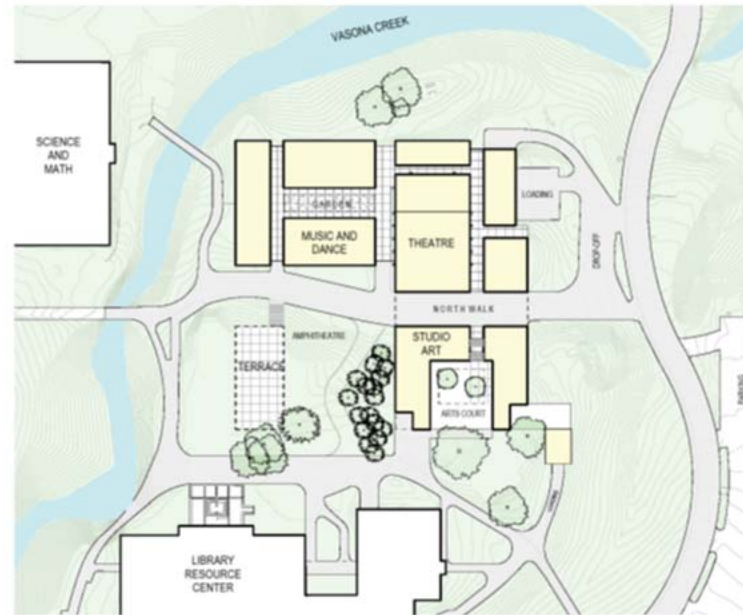 VASONA CREEK
SCIENCE
AND
MATH
GARDEN
LOADING
MUSIC AND
DANCE
THEATRE
DROP-OFF
NORTH WALK
AMPHITHEATRE
STUDIO
ART
TERRACE
PARKING
ARTS COURT
LIBRARY
RESOURCE
CENTER